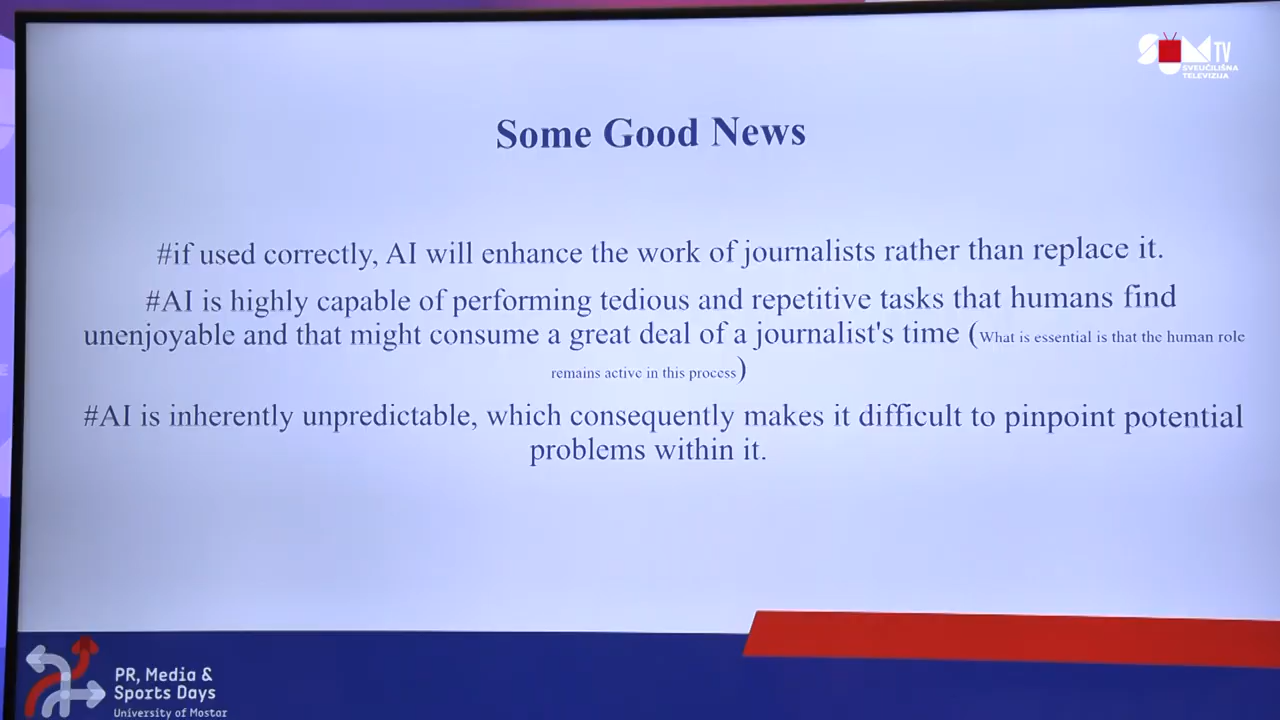 SUM TV
SVEUČILIŠNA
TELEVIZIJA
Some Good News
#if used correctly, AI will enhance the work of journalists rather than replace it.
#AI is highly capable of performing tedious and repetitive tasks that humans find
unenjoyable and that might consume a great deal of a journalist's time (What is essential is that the human role
remains active in this process)
#AI is inherently unpredictable, which consequently makes it difficult to pinpoint potential
problems within it.
PR, Media &
Sports Days
University of Mostar